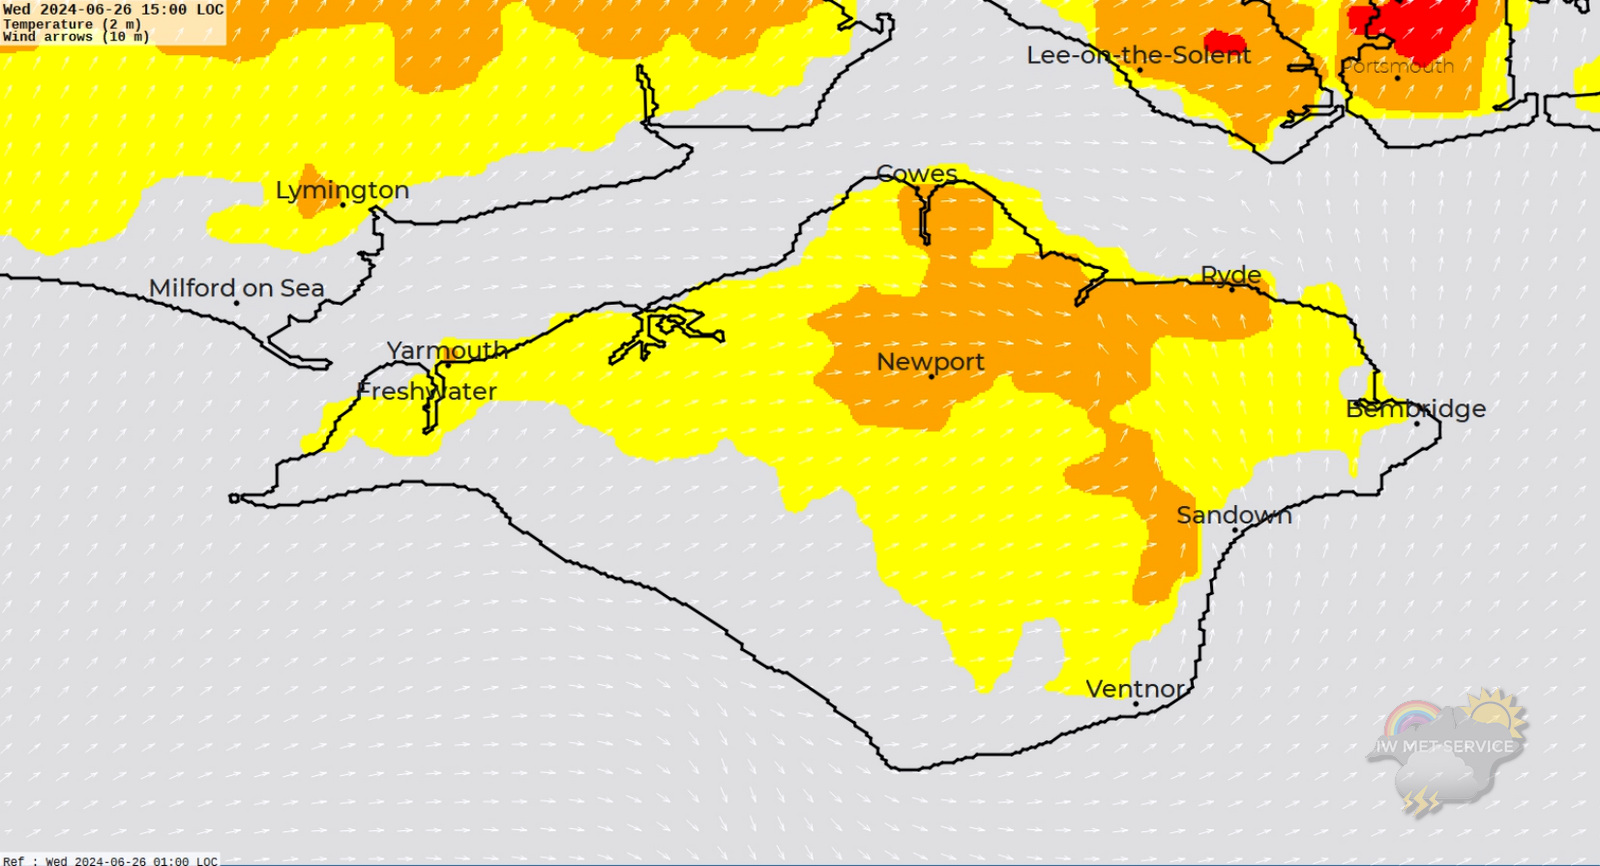 Wed 2024-06-26 15:00 LOC
Temperature (2 m)
Wind arrows (10 m)
Lee-on-the-Solent
Portsmouth
Cowes
Lymington
Ryde
Milford on Sea
Yarmouth
Newport
Freshwater
Bembridge
Sandown
Ventnor
IW MET SERVICE
Ref : Wed 2024-06-26 01:00 LOC